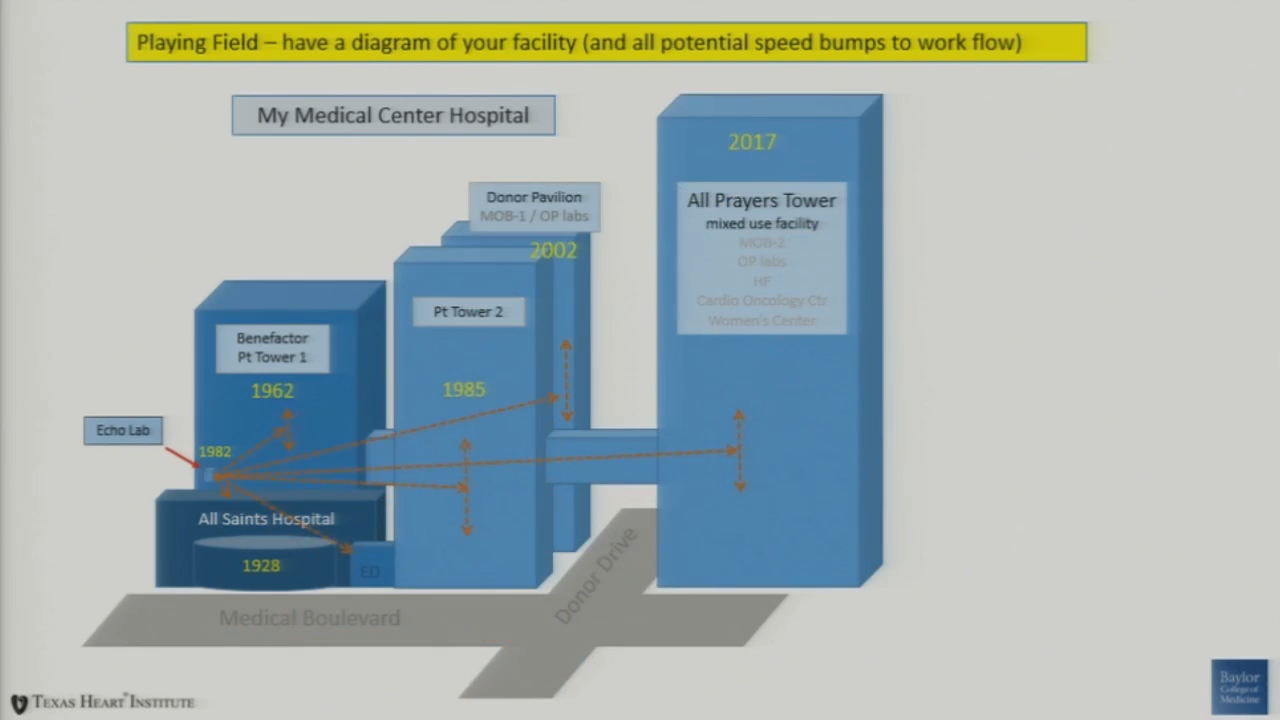 Playing Field – have a diagram of your facility (and all potential speed bumps to work flow)
My Medical Center Hospital
2017
All Prayers Tower
mixed use facility
MOB-2
OP labs
HF
Cardio Oncology Ctr
Women's Center
Donor Pavilion
MOB-1 / OP labs
2002
Pt Tower 2
1985
Benefactor
Pt Tower 1
1962
Echo Lab
1982
All Saints Hospital
1928
ED
Donor Drive
Medical Boulevard
TEXAS HEART® INSTITUTE
Baylor
College of
Medicine